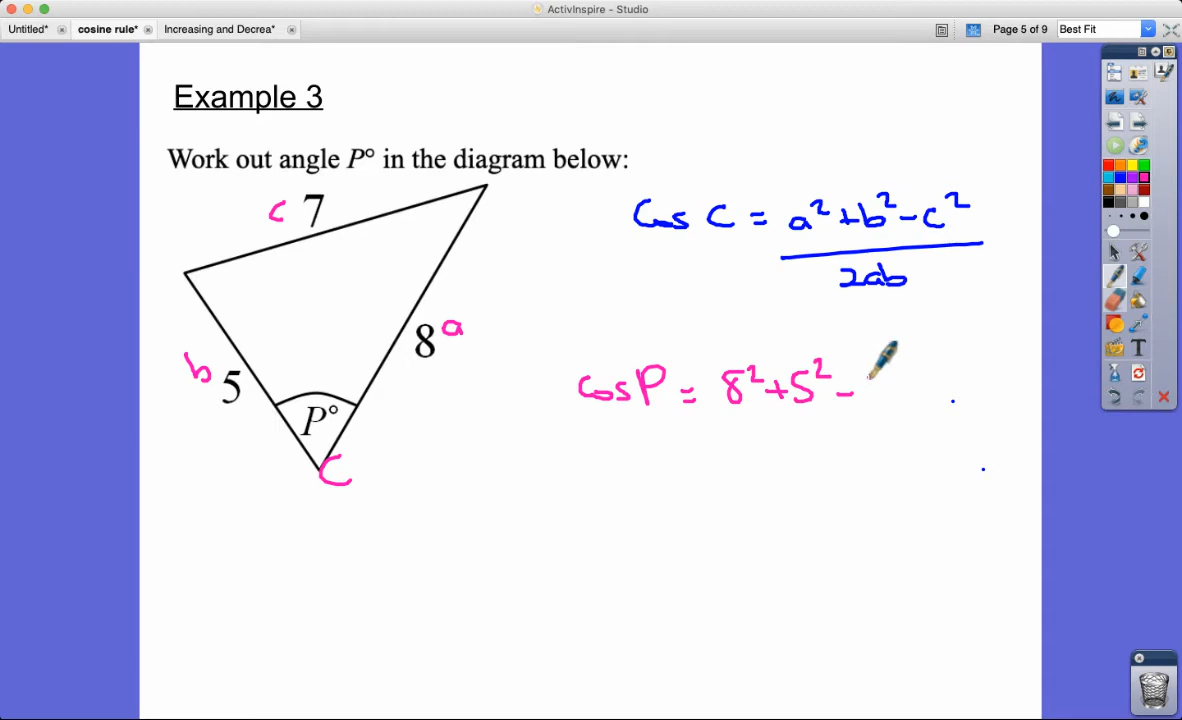 ActivInspire - Studio
Untitled* cosine rule* Increasing and Decrea* Page 5 of 9 Best Fit
Example 3
Work out angle P° in the diagram below:
c 7
8 a
b 5
P°
C
Cos C = a² + b² - c²
2ab
cos P = 8² + 5² -
T